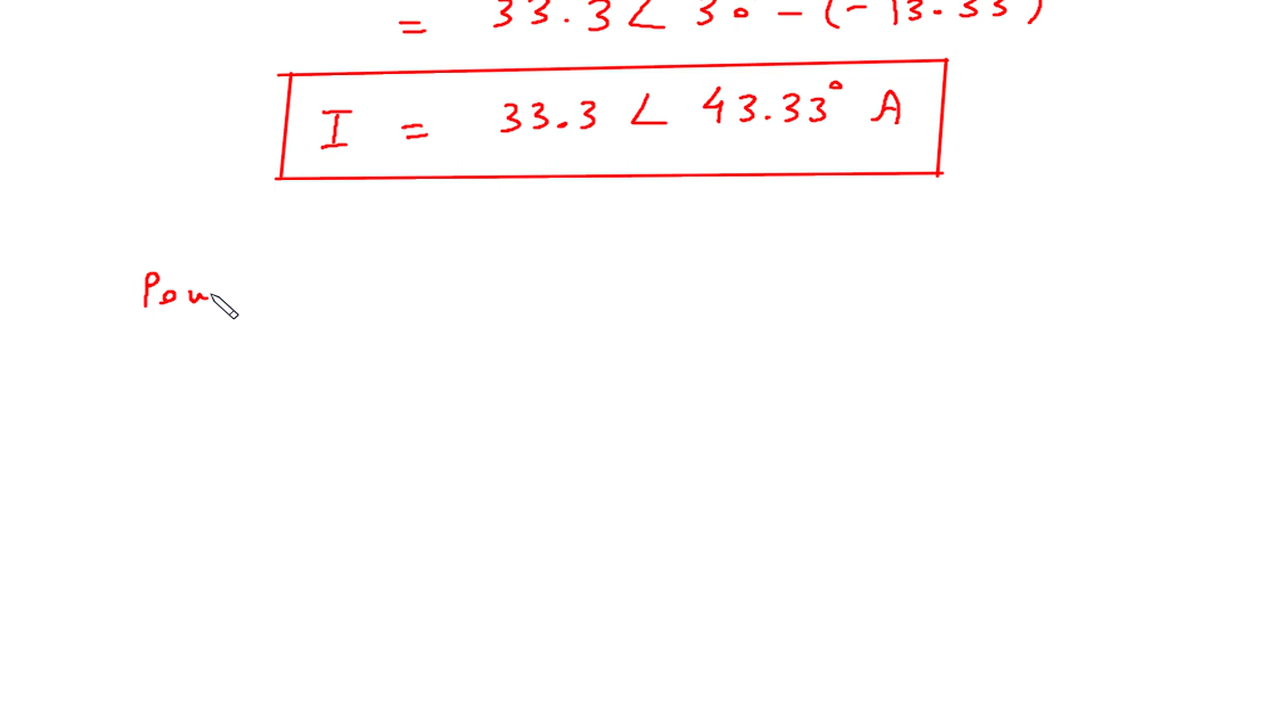 = 33.3 ∠ 30 - (-13.33)
I = 33.3 ∠ 43.33° A
Pow